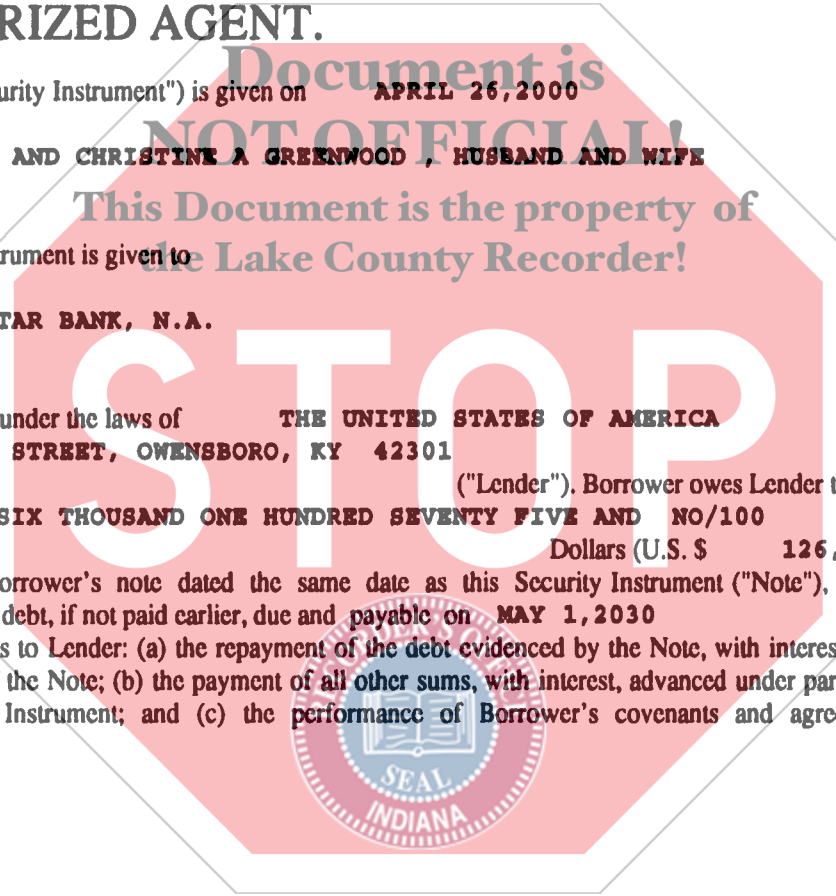 RIZED AGENT.
Document is
urity Instrument") is given on APRIL 26,2000
NOT OFFICIAL!
AND CHRISTINE A GREENWOOD , HUSBAND AND WIFE
This Document is the property of
trument is given to
the Lake County Recorder!
TAR BANK, N.A.
STOP
under the laws of THE UNITED STATES OF AMERICA
STREET, OWENSBORO, KY 42301
("Lender"). Borrower owes Lender t
SIX THOUSAND ONE HUNDRED SEVENTY FIVE AND NO/100
Dollars (U.S. $ 126,
orrower's note dated the same date as this Security Instrument ("Note"),
debt, if not paid earlier, due and payable on MAY 1,2030
s to Lender: (a) the repayment of the debt evidenced by the Note, with interes
the Note; (b) the payment of all other sums, with interest, advanced under par
Instrument; and (c) the performance of Borrower's covenants and agre
RECORDER'S OFFICE
SEAL
INDIANA